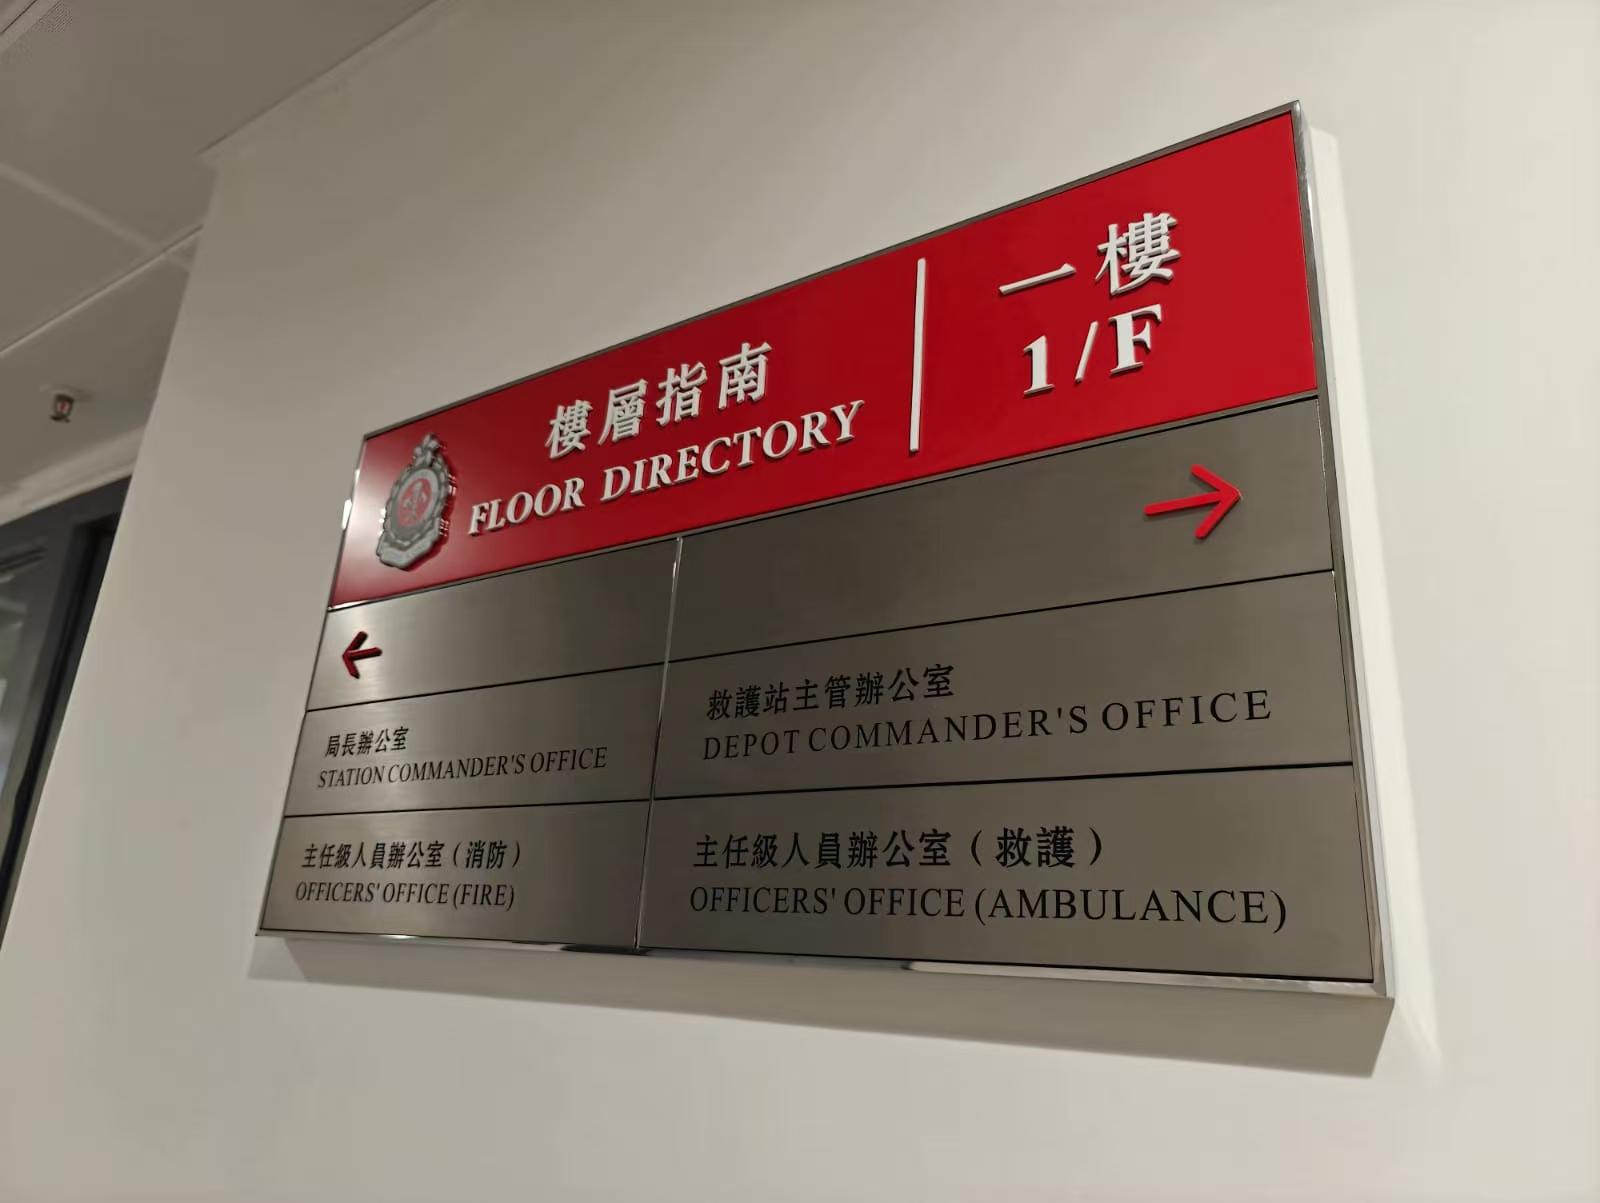 樓層指南
FLOOR DIRECTORY
一樓
1/F
局長辦公室
STATION COMMANDER'S OFFICE
主任級人員辦公室（消防）
OFFICERS' OFFICE (FIRE)
救護站主管辦公室
DEPOT COMMANDER'S OFFICE
主任級人員辦公室（救護）
OFFICERS' OFFICE (AMBULANCE)